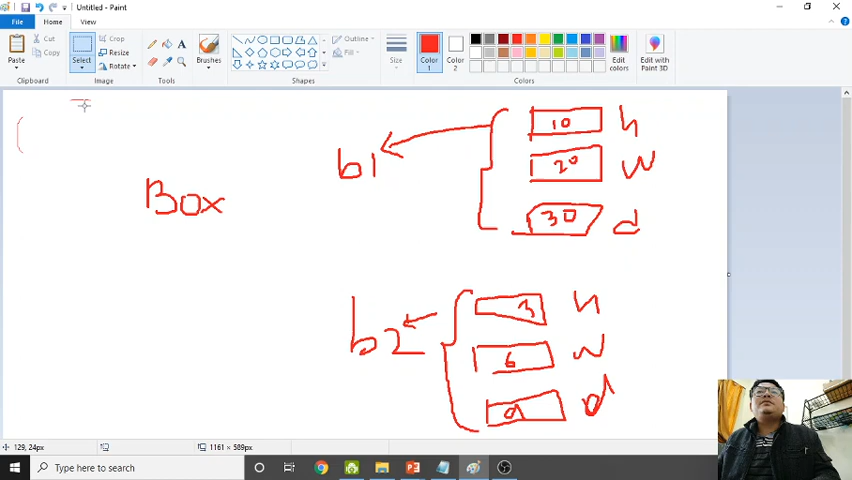 Untitled - Paint
File
Home
View
Paste
Cut
Copy
Clipboard
Select
Crop
Resize
Rotate
Image
Tools
Brushes
Shapes
Outline
Fill
Size
Color 1
Color 2
Colors
Edit colors
Edit with Paint 3D
10 h
b1 20 w
Box
30 d
3 h
b2
6 w
d
129, 24px
1161 × 589px
Type here to search